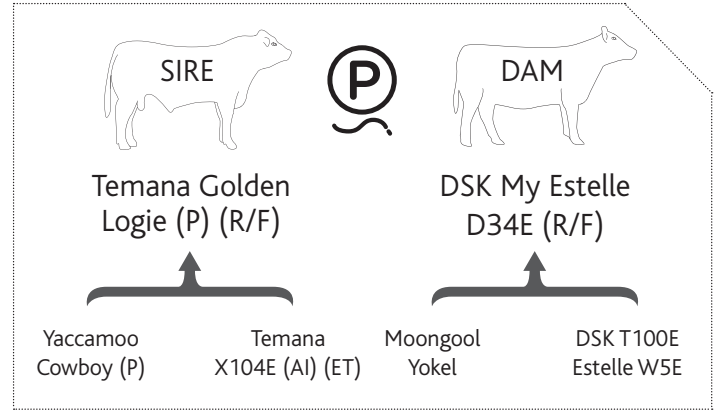 SIRE
P
DAM
Temana Golden
Logie (P) (R/F)
DSK My Estelle
D34E (R/F)
Yaccamoo
Cowboy (P)
Temana
X104E (AI) (ET)
Moongool
Yokel
DSK T100E
Estelle W5E